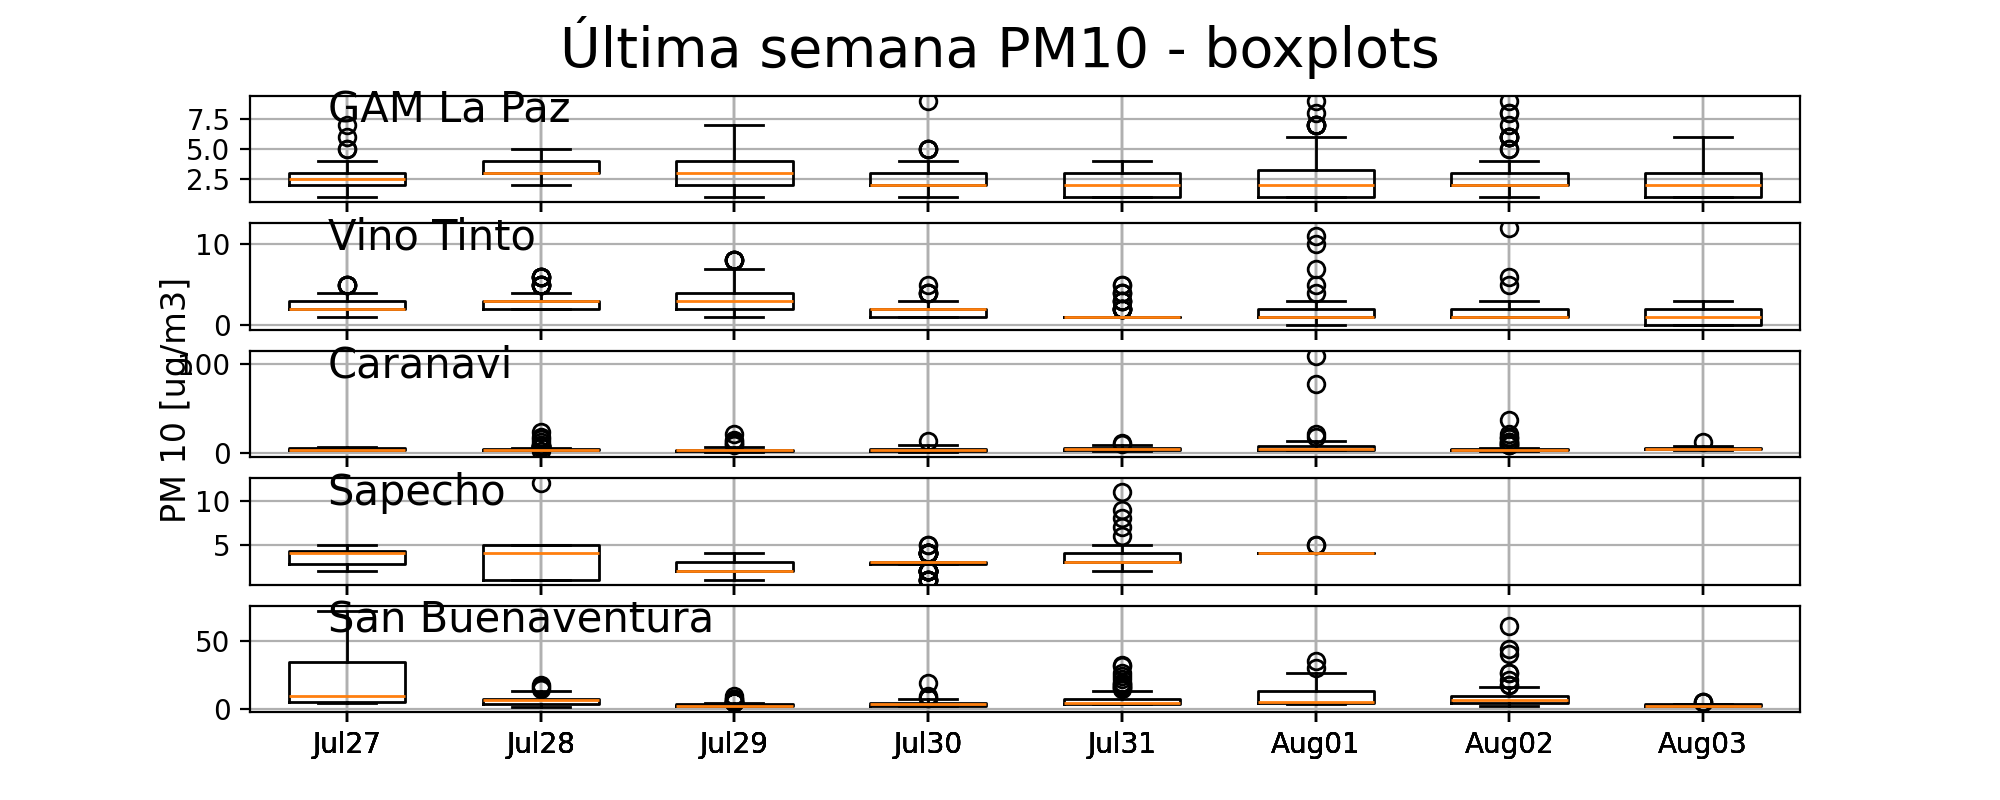 Última semana PM10 - boxplots
GAM La Paz
7.5
5.0
2.5
Vino Tinto
10
0
PM 10 [ug/m3]
Caranavi
100
0
Sapecho
10
5
San Buenaventura
50
0
Jul27 Jul28 Jul29 Jul30 Jul31 Aug01 Aug02 Aug03